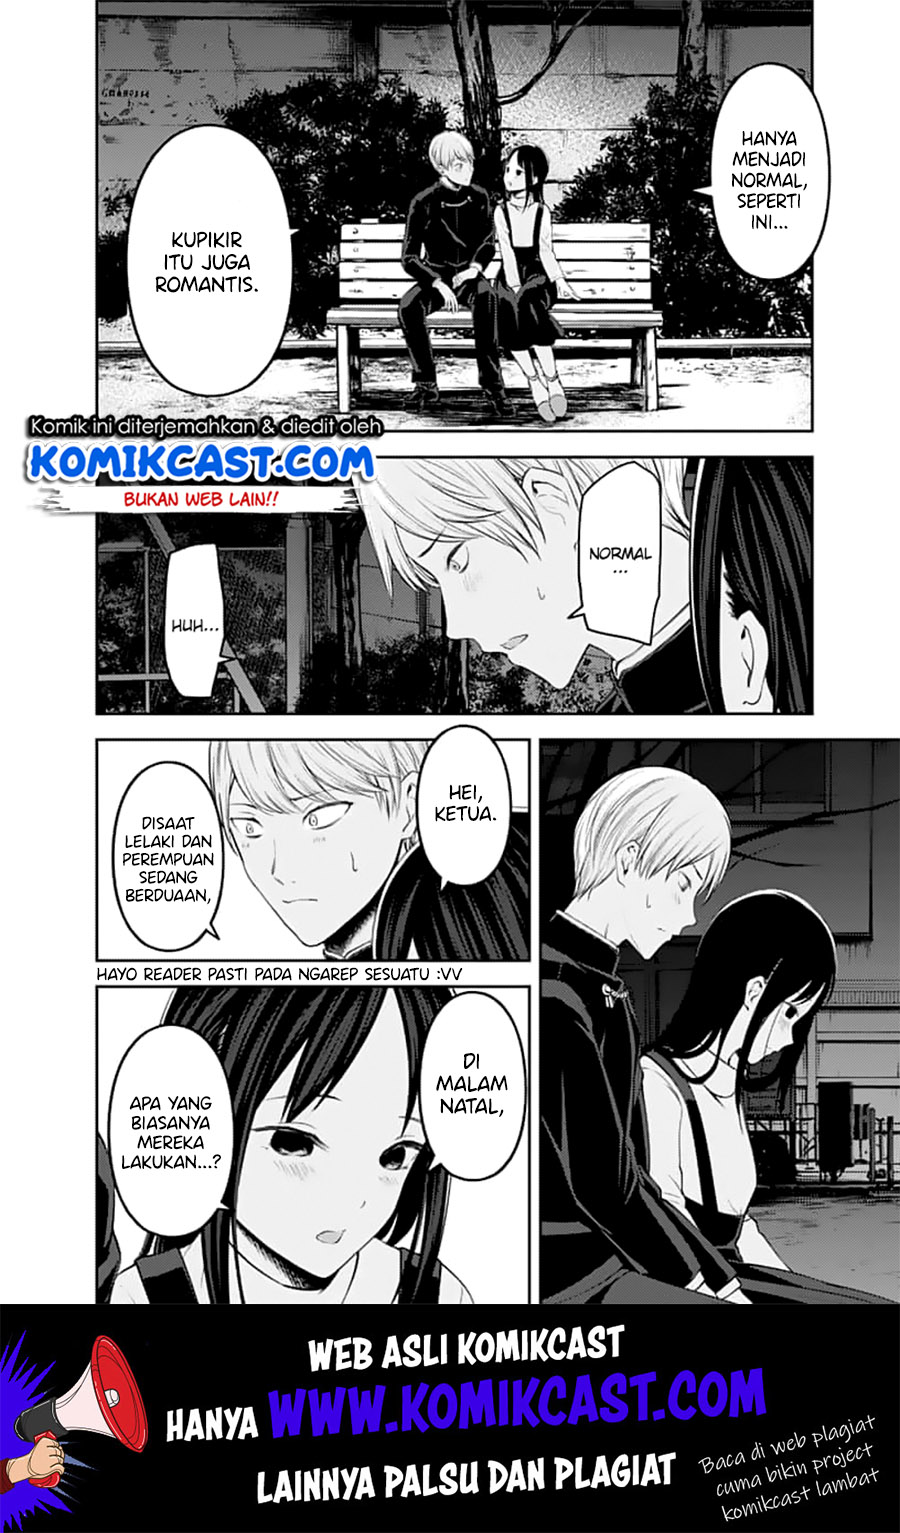 HANYA
MENJADI
NORMAL,
SEPERTI
INI...
KUPIKIR
ITU JUGA
ROMANTIS.
Komik ini diterjemahkan & diedit oleh
KOMIKCAST.COM
BUKAN WEB LAIN!!
NORMAL
...
HUH...
HEI,
KETUA.
DISAAT
LELAKI DAN
PEREMPUAN
SEDANG
BERDUAAN,
HAYO READER PASTI PADA NGAREP SESUATU :VV
DI
MALAM
NATAL,
APA YANG
BIASANYA
MEREKA
LAKUKAN...?
WEB ASLI KOMIKCAST
HANYA WWW.KOMIKCAST.COM
LAINNYA PALSU DAN PLAGIAT
Baca di web plagiat
cuma bikin project
komikcast lambat